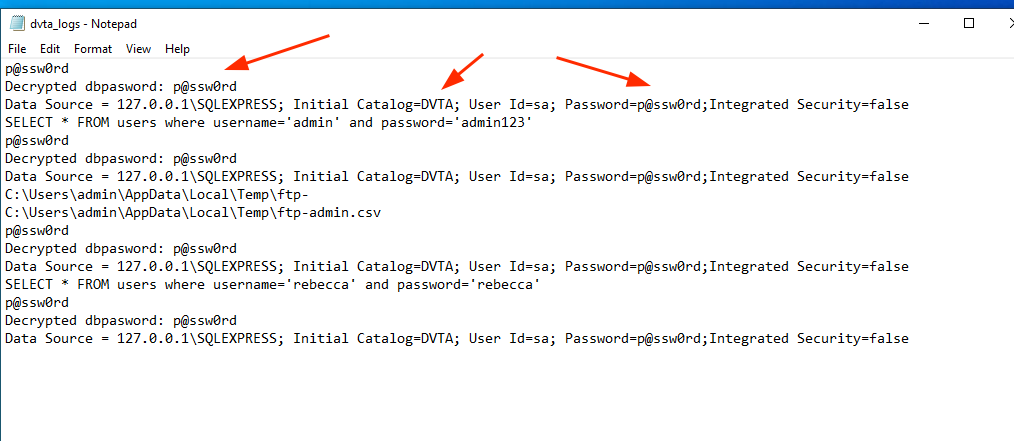 dvta_logs - Notepad
File Edit Format View Help
p@ssw0rd
Decrypted dbpasword: p@ssw0rd
Data Source = 127.0.0.1\SQLEXPRESS; Initial Catalog=DVTA; User Id=sa; Password=p@ssw0rd;Integrated Security=false
SELECT * FROM users where username='admin' and password='admin123'
p@ssw0rd
Decrypted dbpasword: p@ssw0rd
Data Source = 127.0.0.1\SQLEXPRESS; Initial Catalog=DVTA; User Id=sa; Password=p@ssw0rd;Integrated Security=false
C:\Users\admin\AppData\Local\Temp\ftp-
C:\Users\admin\AppData\Local\Temp\ftp-admin.csv
p@ssw0rd
Decrypted dbpasword: p@ssw0rd
Data Source = 127.0.0.1\SQLEXPRESS; Initial Catalog=DVTA; User Id=sa; Password=p@ssw0rd;Integrated Security=false
SELECT * FROM users where username='rebecca' and password='rebecca'
p@ssw0rd
Decrypted dbpasword: p@ssw0rd
Data Source = 127.0.0.1\SQLEXPRESS; Initial Catalog=DVTA; User Id=sa; Password=p@ssw0rd;Integrated Security=false